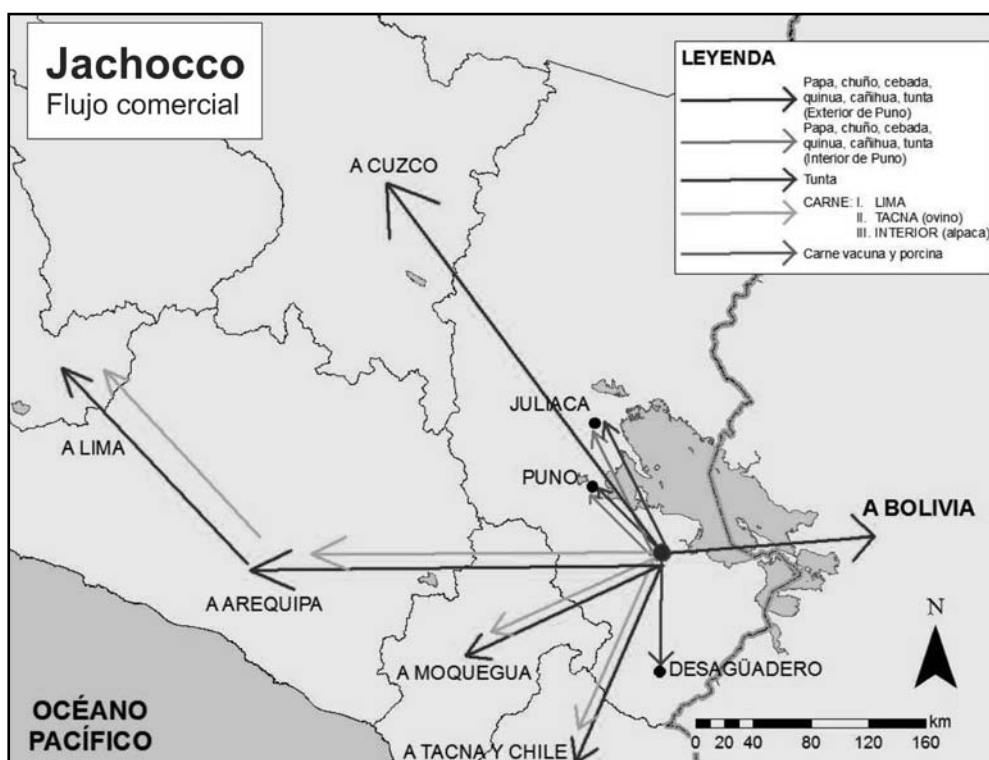 Jachocco
Flujo comercial
LEYENDA
Papa, chuño, cebada,
quinua, cañihua, tunta
(Exterior de Puno)
Papa, chuño, cebada,
quinua, cañihua, tunta
(Interior de Puno)
Tunta
CARNE: I. LIMA
II. TACNA (ovino)
III. INTERIOR (alpaca)
Carne vacuna y porcina
A CUZCO
JULIACA
A LIMA
PUNO
A BOLIVIA
A AREQUIPA
A MOQUEGUA
DESAGÜADERO
N
OCÉANO
PACÍFICO
A TACNA Y CHILE
km
0 20 40 80 120 160